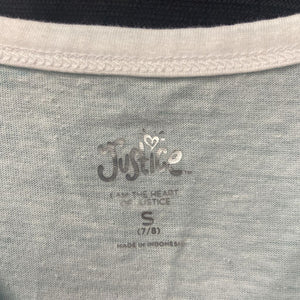 Justice
I AM THE HEART
OF JUSTICE
S
(7/8)
MADE IN INDONESIA